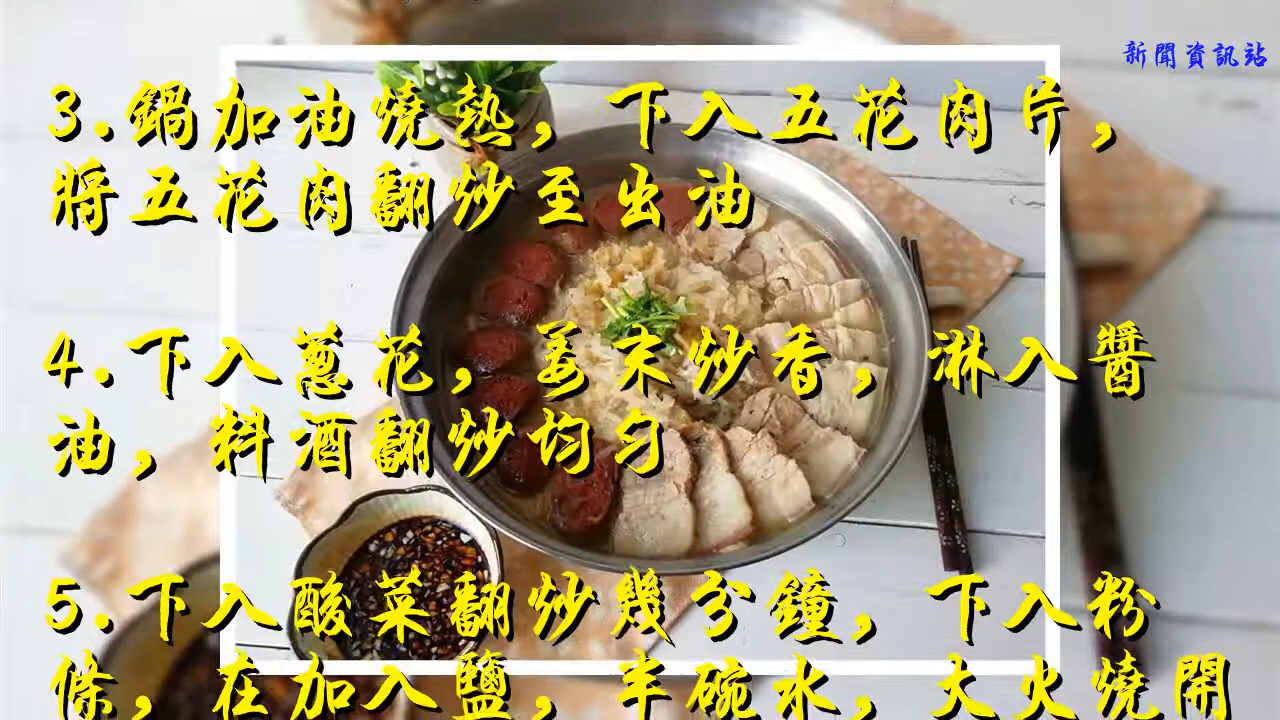 新聞資訊站
3.鍋加油燒熱，下入五花肉片，
將五花肉翻炒至出油
4.下入蔥花，姜末炒香，淋入醬
油，料酒翻炒均勻
5.下入酸菜翻炒幾分鐘，下入粉
條，在加入鹽，半碗水，大火燒開